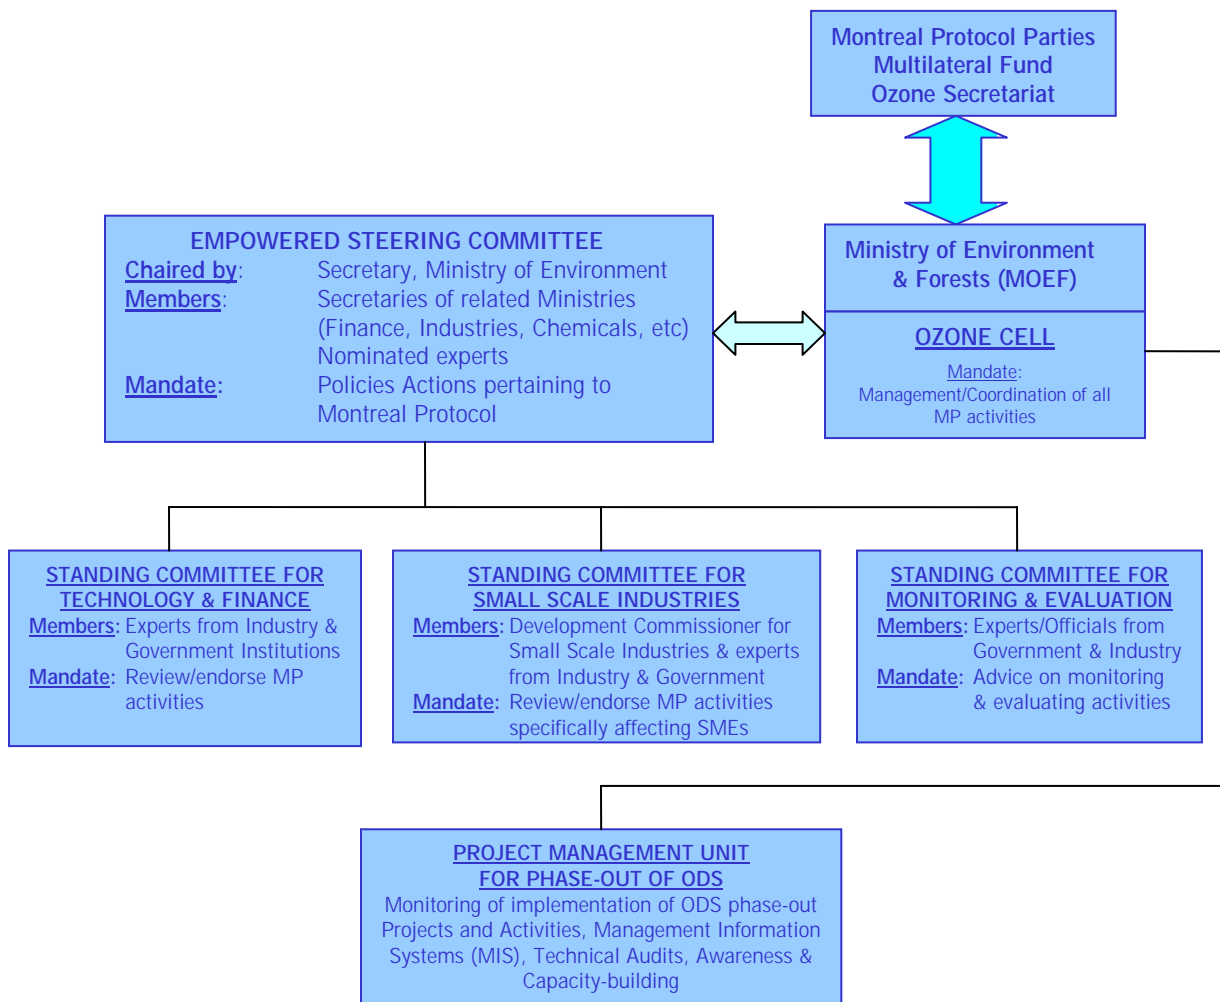 Montreal Protocol Parties
Multilateral Fund
Ozone Secretariat
EMPOWERED STEERING COMMITTEE
Chaired by: Secretary, Ministry of Environment
Members: Secretaries of related Ministries
(Finance, Industries, Chemicals, etc)
Nominated experts
Mandate: Policies Actions pertaining to
Montreal Protocol
Ministry of Environment
& Forests (MOEF)
OZONE CELL
Mandate:
Management/Coordination of all
MP activities
STANDING COMMITTEE FOR
TECHNOLOGY & FINANCE
Members: Experts from Industry &
Government Institutions
Mandate: Review/endorse MP
activities
STANDING COMMITTEE FOR
SMALL SCALE INDUSTRIES
Members: Development Commissioner for
Small Scale Industries & experts
from Industry & Government
Mandate: Review/endorse MP activities
specifically affecting SMEs
STANDING COMMITTEE FOR
MONITORING & EVALUATION
Members: Experts/Officials from
Government & Industry
Mandate: Advice on monitoring
& evaluating activities
PROJECT MANAGEMENT UNIT
FOR PHASE-OUT OF ODS
Monitoring of implementation of ODS phase-out
Projects and Activities, Management Information
Systems (MIS), Technical Audits, Awareness &
Capacity-building